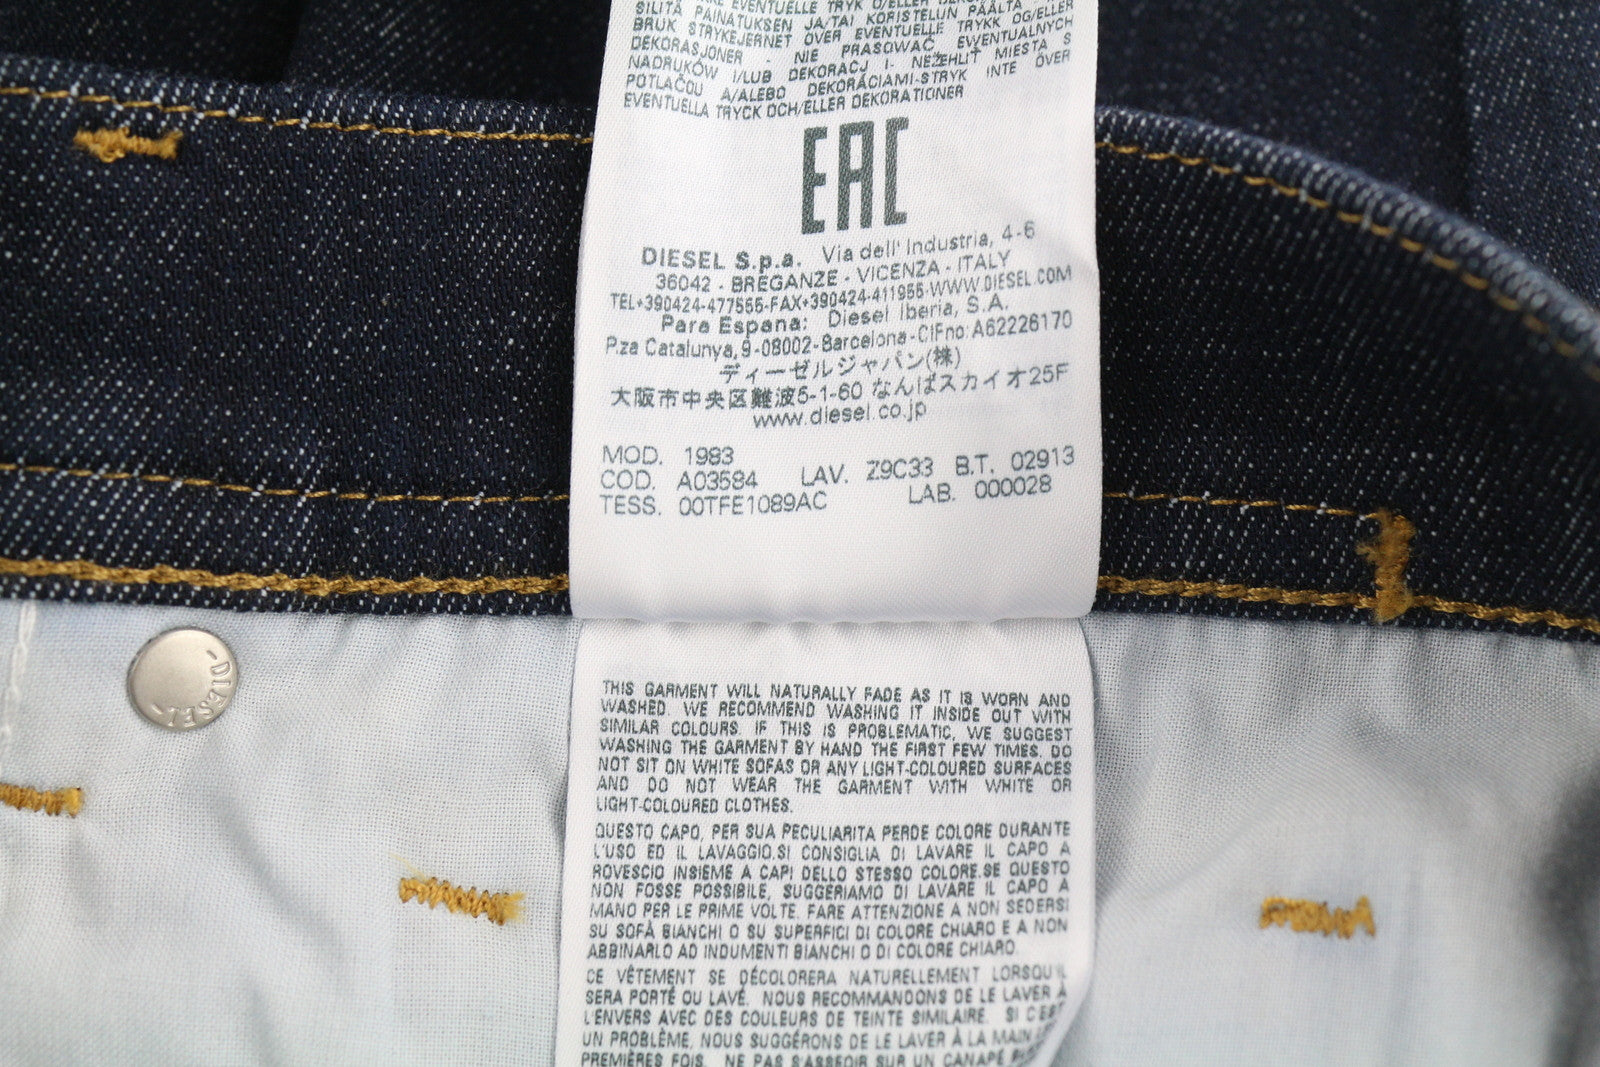 EVENTUELLE TRYK O/ELLER
SILITÄ PAINATUKSEN JA/TAI KORISTELUN PÄÄLTÄ
BRUK STRYKEJERNET OVER EVENTUELLE TRYKK OG/ELLER
DEKORASJONER - NIE PRASOWAĆ EWENTUALNYCH
NADRUKÓW I/LUB DEKORACJ I- NEŽEHLIT MIESTA S
POTLAČOU A/ALEBO DEKORÁCIAMI-STRYK INTE ÖVER
EVENTUELLA TRYCK OCH/ELLER DEKORATIONER
EAC
DIESEL S.p.a. Via dell' Industria, 4-6
36042 - BREGANZE - VICENZA - ITALY
TEL+390424-477555-FAX+390424-411955-WWW.DIESEL.COM
Para Espana: Diesel Iberia, S.A.
P.za Catalunya, 9-08002-Barcelona-CIFno.A62226170
ディーゼルジャパン(株)
大阪市中央区難波5-1-60 なんばスカイオ25F
www.diesel.co.jp
MOD. 1983
COD. A03584 LAV. Z9C33 B.T. 02913
TESS. 00TFE1089AC LAB. 000028
DIESEL
THIS GARMENT WILL NATURALLY FADE AS IT IS WORN AND
WASHED. WE RECOMMEND WASHING IT INSIDE OUT WITH
SIMILAR COLOURS. IF THIS IS PROBLEMATIC, WE SUGGEST
WASHING THE GARMENT BY HAND THE FIRST FEW TIMES. DO
NOT SIT ON WHITE SOFAS OR ANY LIGHT-COLOURED SURFACES
AND DO NOT WEAR THE GARMENT WITH WHITE OR
LIGHT-COLOURED CLOTHES.
QUESTO CAPO, PER SUA PECULIARITA PERDE COLORE DURANTE
L'USO ED IL LAVAGGIO.SI CONSIGLIA DI LAVARE IL CAPO A
ROVESCIO INSIEME A CAPI DELLO STESSO COLORE.SE QUESTO
NON FOSSE POSSIBILE, SUGGERIAMO DI LAVARE IL CAPO A
MANO PER LE PRIME VOLTE. FARE ATTENZIONE A NON SEDERSI
SU SOFÀ BIANCHI O SU SUPERFICI DI COLORE CHIARO E A NON
ABBINARLO AD INDUMENTI BIANCHI O DI COLORE CHIARO.
CE VÊTEMENT SE DÉCOLORERA NATURELLEMENT LORSQU'IL
SERA PORTÉ OU LAVÉ. NOUS RECOMMANDONS DE LE LAVER À
L'ENVERS AVEC DES COULEURS DE TEINTE SIMILAIRE. SI C'EST
UN PROBLÈME, NOUS SUGGÉRONS DE LE LAVER À LA MAIN LES
PREMIÈRES FOIS. NE PAS S'ASSEOIR SUR UN CANAPÉ